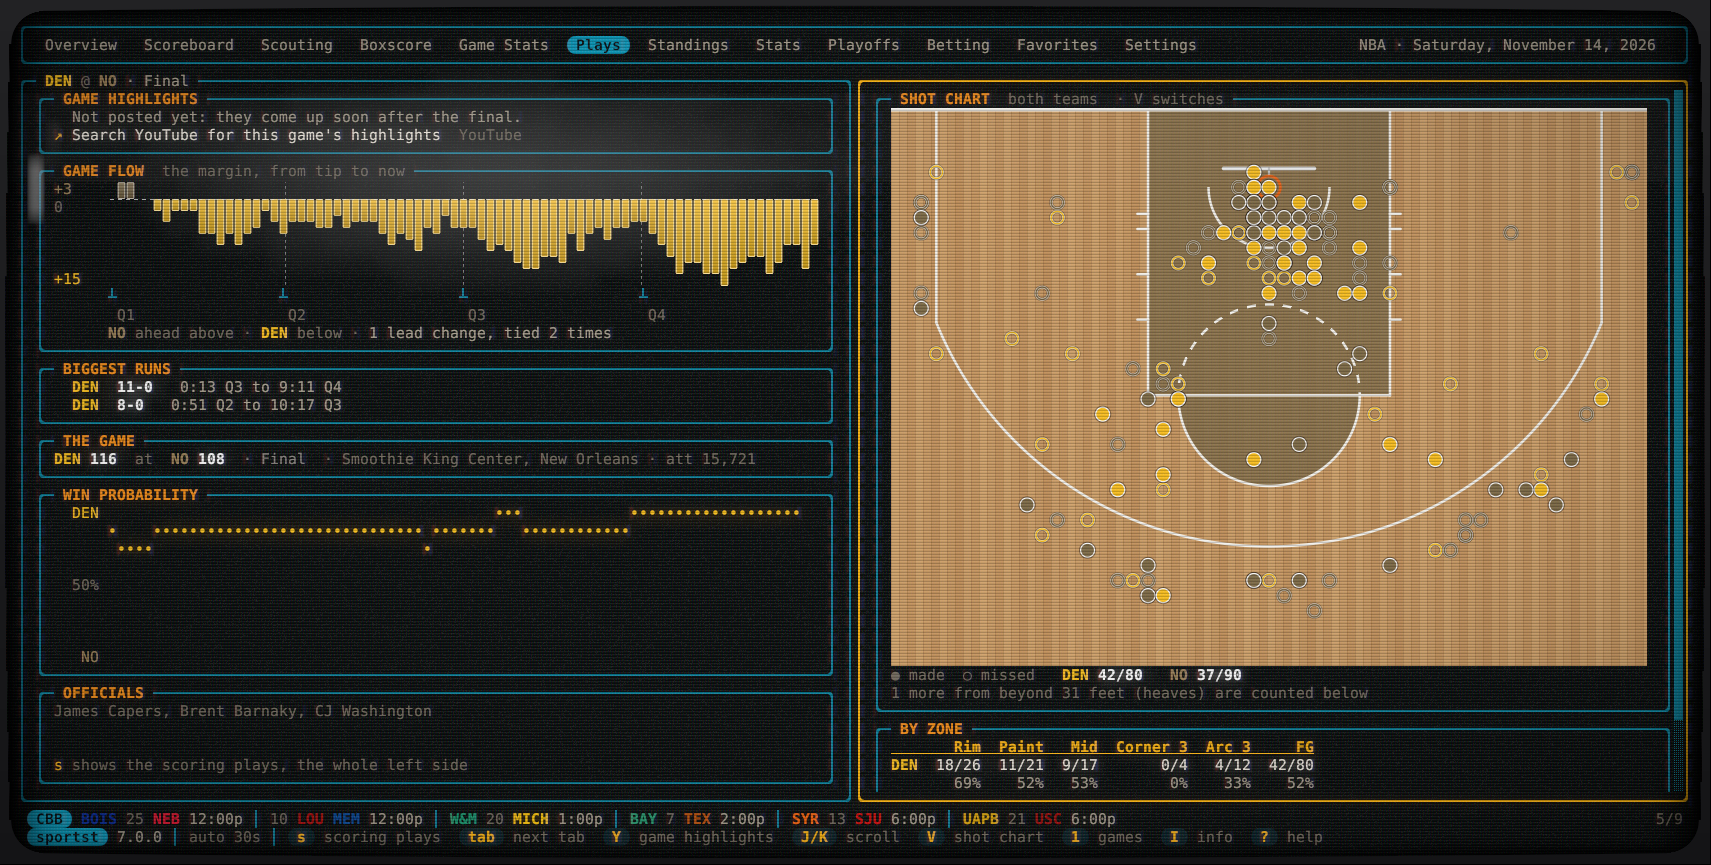 Overview Scoreboard Scouting Boxscore Game Stats Plays Standings Stats Playoffs Betting Favorites Settings NBA · Saturday, November 14, 2026
DEN @ NO · Final
GAME HIGHLIGHTS
Not posted yet: they come up soon after the final.
↗ Search YouTube for this game's highlights YouTube
GAME FLOW the margin, from tip to now
+3
0
+15
Q1 Q2 Q3 Q4
NO ahead above · DEN below · 1 lead change, tied 2 times
BIGGEST RUNS
DEN 11-0 0:13 Q3 to 9:11 Q4
DEN 8-0 0:51 Q2 to 10:17 Q3
THE GAME
DEN 116 at NO 108 · Final · Smoothie King Center, New Orleans · att 15,721
WIN PROBABILITY
DEN
50%
NO
OFFICIALS
James Capers, Brent Barnaky, CJ Washington
s shows the scoring plays, the whole left side
SHOT CHART both teams · V switches
● made ○ missed DEN 42/80 NO 37/90
1 more from beyond 31 feet (heaves) are counted below
BY ZONE
Rim Paint Mid Corner 3 Arc 3 FG
DEN 18/26 11/21 9/17 0/4 4/12 42/80
69% 52% 53% 0% 33% 52%
CBB BOIS 25 NEB 12:00p │ 10 LOU MEM 12:00p │ W&M 20 MICH 1:00p │ BAY 7 TEX 2:00p │ SYR 13 SJU 6:00p │ UAPB 21 USC 6:00p 5/9
sportst 7.0.0 │ auto 30s │ s scoring plays tab next tab Y game highlights J/K scroll V shot chart 1 games I info ? help